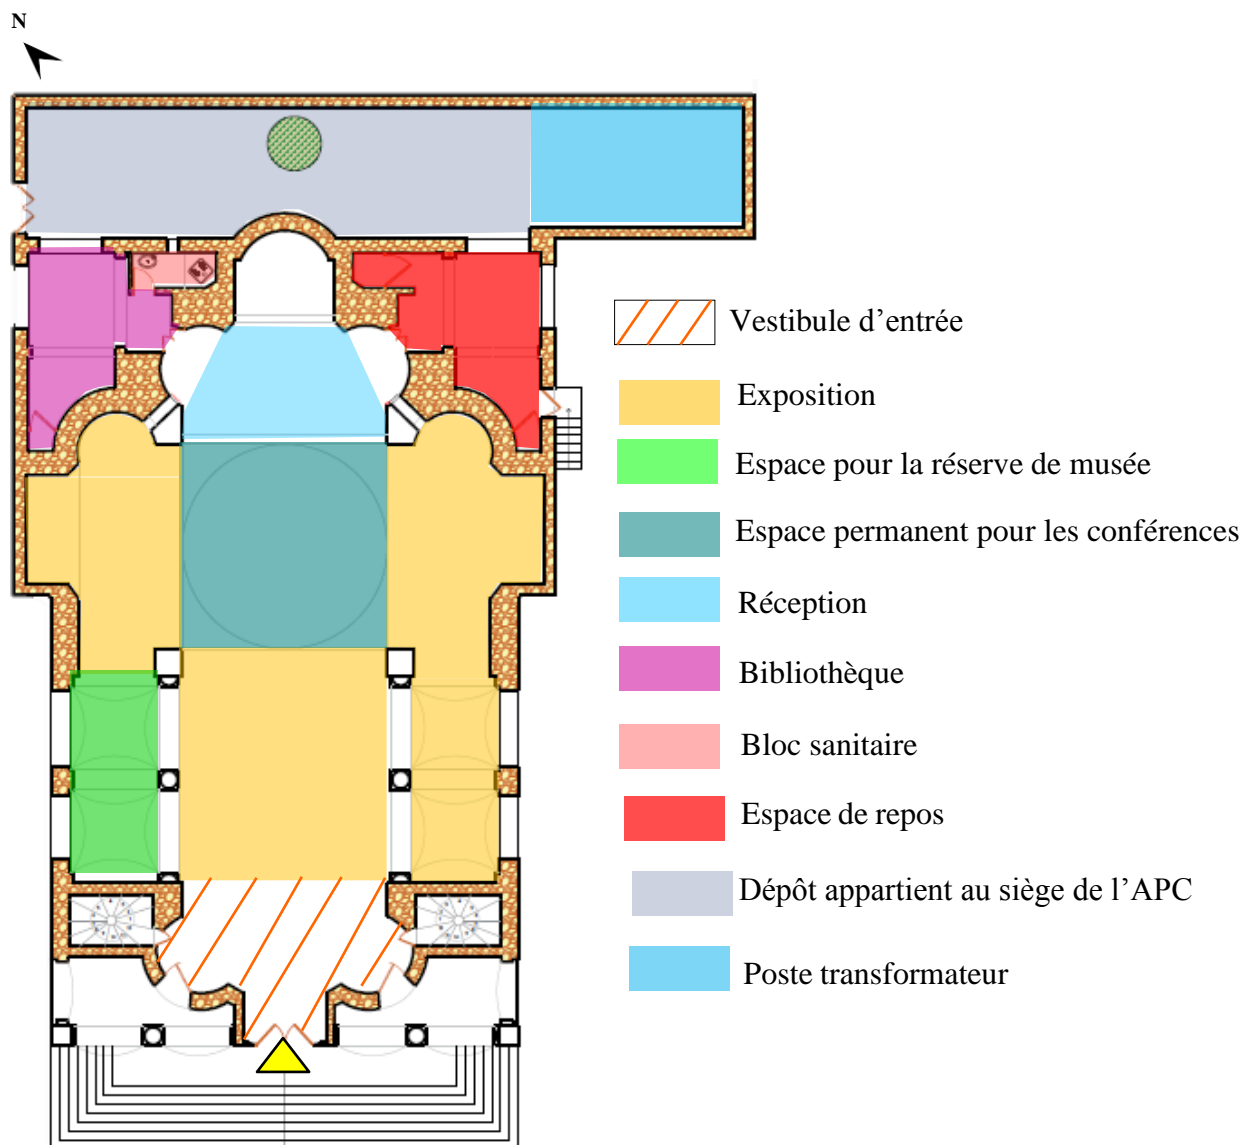 N
Vestibule d’entrée
Exposition
Espace pour la réserve de musée
Espace permanent pour les conférences
Réception
Bibliothèque
Bloc sanitaire
Espace de repos
Dépôt appartient au siège de l’APC
Poste transformateur